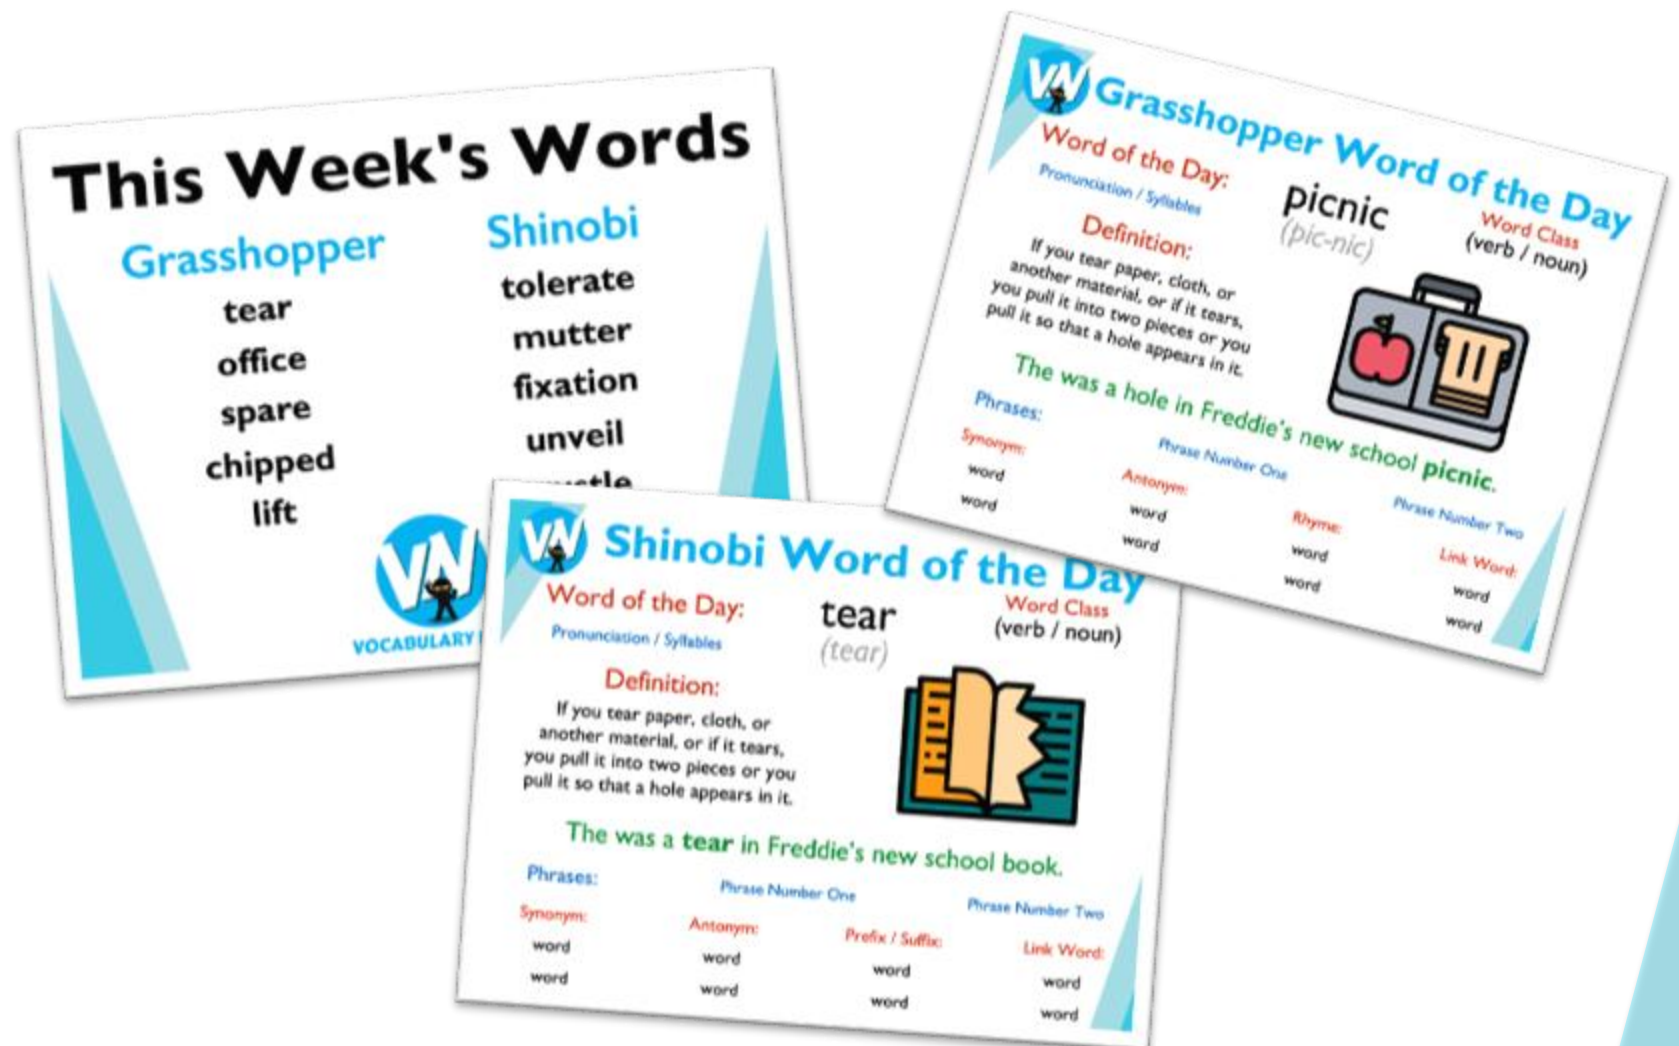 This Week's Words
Grasshopper
tear
office
spare
chipped
lift
Shinobi
tolerate
mutter
fixation
unveil
VN
VOCABULARY
VN
Grasshopper Word of the Day
Word of the Day:
Pronunciation / Syllables
picnic
(pic-nic)
Word Class
(verb / noun)
Definition:
If you tear paper, cloth, or
another material, or if it tears,
you pull it into two pieces or you
pull it so that a hole appears in it.
The was a hole in Freddie's new school picnic.
Phrases:
Phrase Number One
Phrase Number Two
Synonym:
word
word
Antonym:
word
word
Rhyme:
word
word
Link Word:
word
word
VN
Shinobi Word of the Day
Word of the Day:
Pronunciation / Syllables
tear
(tear)
Word Class
(verb / noun)
Definition:
If you tear paper, cloth, or
another material, or if it tears,
you pull it into two pieces or you
pull it so that a hole appears in it.
The was a tear in Freddie's new school book.
Phrases:
Phrase Number One
Phrase Number Two
Synonym:
word
word
Antonym:
word
word
Prefix / Suffix:
word
word
Link Word:
word
word